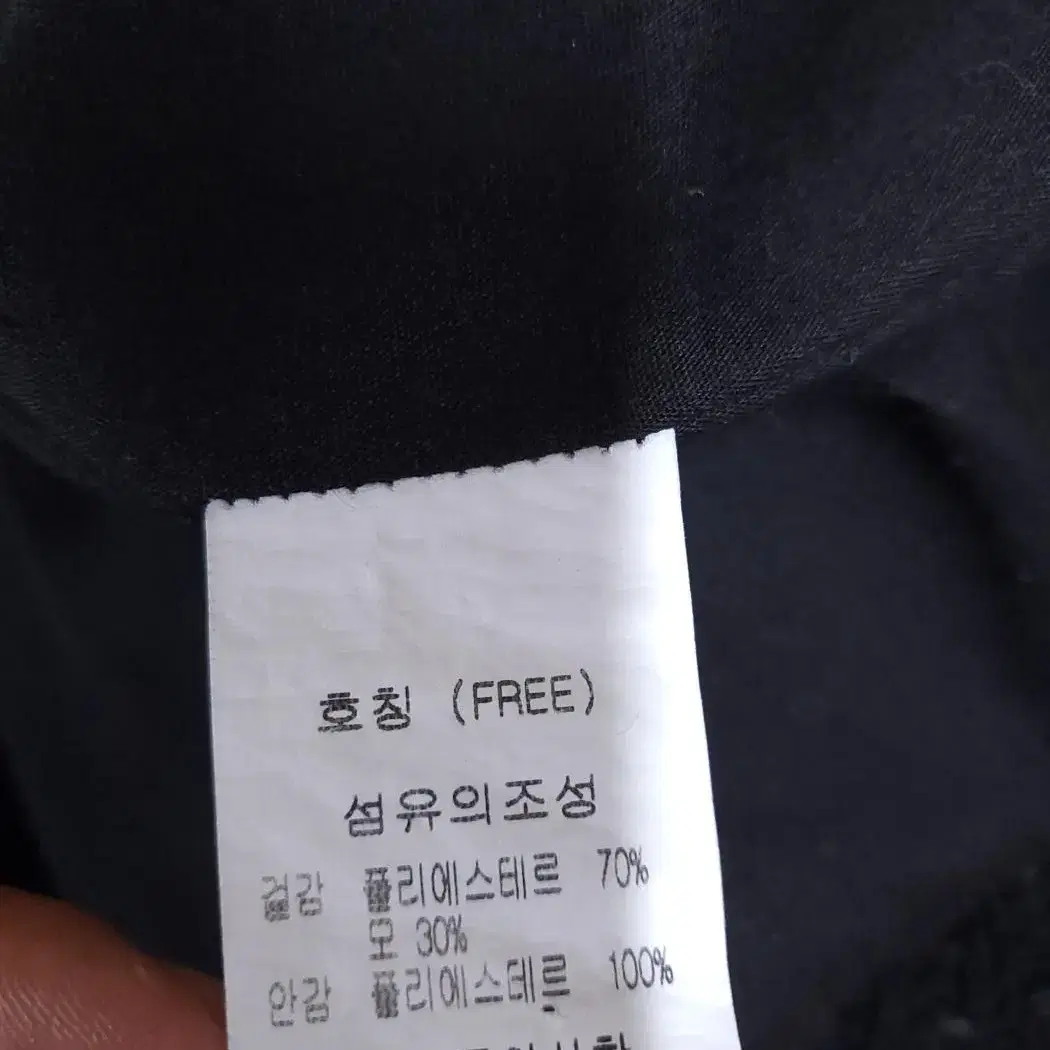 호칭 (FREE)
섬유의조성
겉감 폴리에스테르 70%
모 30%
안감 폴리에스테르 100%